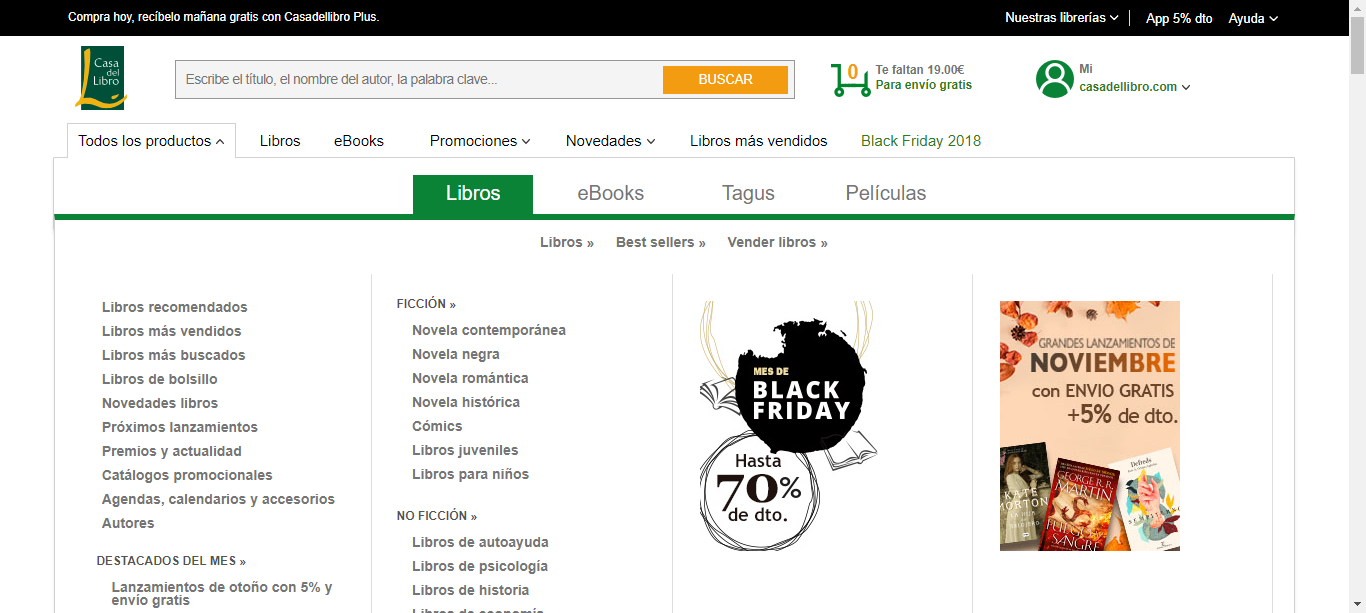 Compra hoy, recíbelo mañana gratis con Casadellibro Plus.
Nuestras librerías
App 5% dto
Ayuda
Casa
del
Libro
Escribe el título, el nombre del autor, la palabra clave...
BUSCAR
0
Te faltan 19.00€
Para envío gratis
Mi
casadellibro.com
Todos los productos
Libros
eBooks
Promociones
Novedades
Libros más vendidos
Black Friday 2018
Libros
eBooks
Tagus
Películas
Libros »
Best sellers »
Vender libros »
Libros recomendados
Libros más vendidos
Libros más buscados
Libros de bolsillo
Novedades libros
Próximos lanzamientos
Premios y actualidad
Catálogos promocionales
Agendas, calendarios y accesorios
Autores
DESTACADOS DEL MES »
Lanzamientos de otoño con 5% y
envío gratis
FICCIÓN »
Novela contemporánea
Novela negra
Novela romántica
Novela histórica
Cómics
Libros juveniles
Libros para niños
NO FICCIÓN »
Libros de autoayuda
Libros de psicología
Libros de historia
Libros de economía
MES DE
BLACK
FRIDAY
Hasta
70%
de dto.
GRANDES LANZAMIENTOS DE
NOVIEMBRE
con ENVIO GRATIS
+5% de dto.
KATE
MORTON
GEORGE R. R.
MARTIN
FUEGO
SANGRE
Defreds